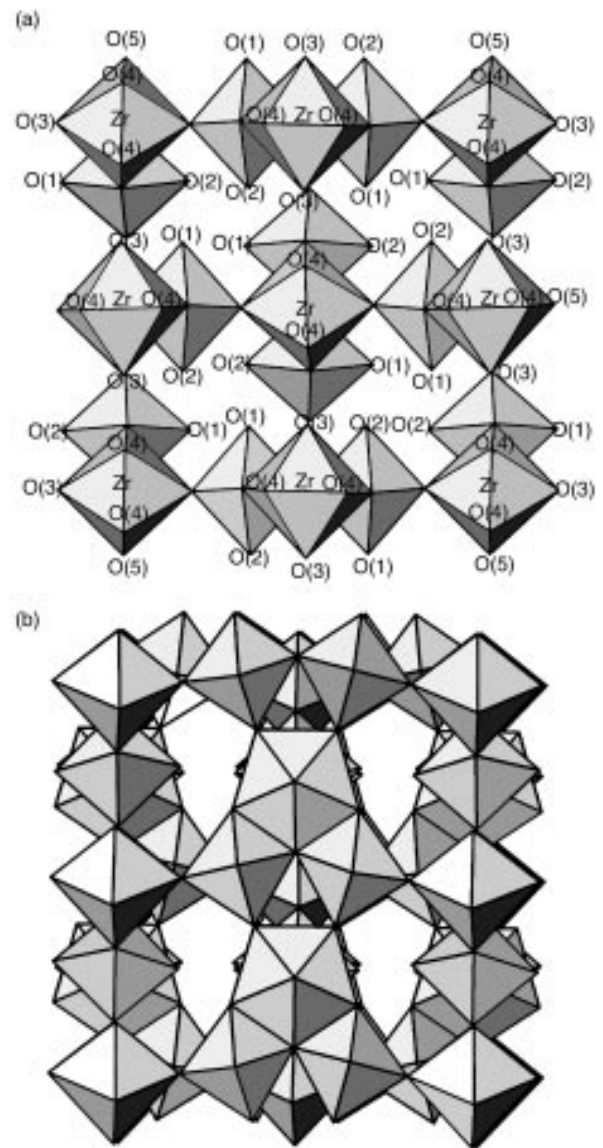 (a)
O(5) O(1) O(3) O(2) O(5)
O(4) O(4)
O(3) Zr O(4) Zr O(4) Zr O(3)
O(4) O(4)
O(1) O(2) O(2) O(1) O(1) O(2)
O(3)
O(3) O(1) O(1) O(2) O(2) O(3)
O(4)
O(4) Zr O(4) Zr O(4) Zr O(4) O(5)
O(4)
O(3) O(2) O(2) O(1) O(1) O(3)
O(2) O(1) O(1) O(3) O(2) O(2) O(1)
O(4) O(4)
O(3) Zr O(4) Zr O(4) Zr O(3)
O(4) O(4)
O(5) O(2) O(3) O(1) O(5)
(b)